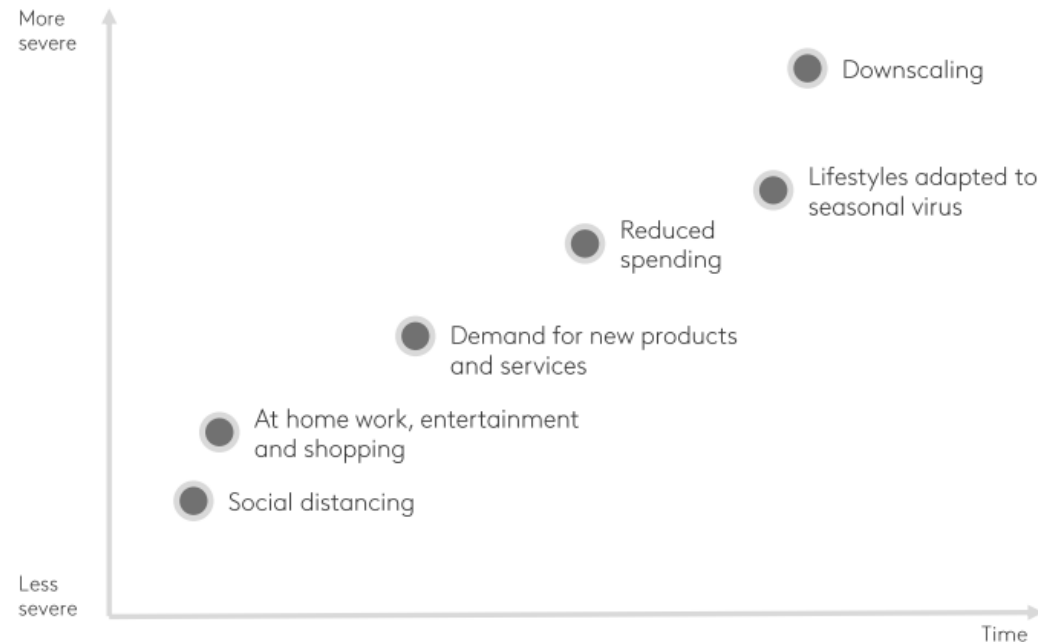 More
severe
Downscaling
Lifestyles adapted to
seasonal virus
Reduced
spending
Demand for new products
and services
At home work, entertainment
and shopping
Social distancing
Less
severe
Time